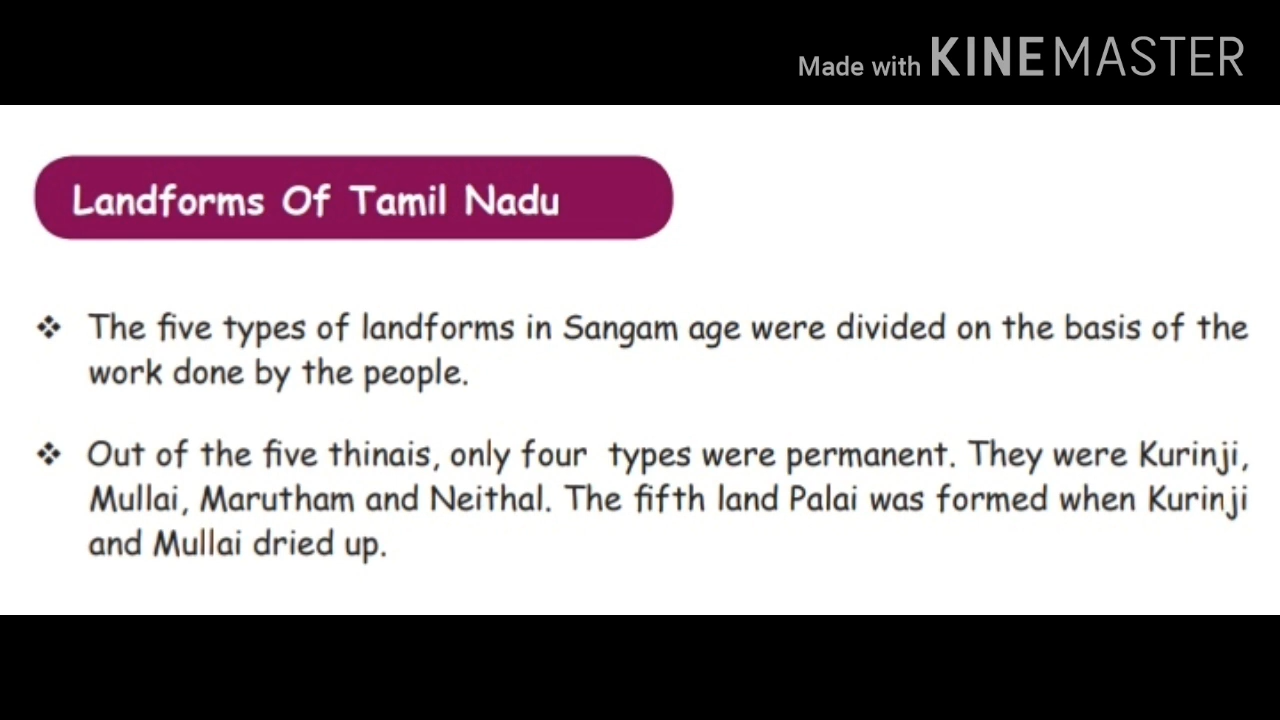 Made with KINEMASTER
Landforms Of Tamil Nadu
❖ The five types of landforms in Sangam age were divided on the basis of the
work done by the people.
❖ Out of the five thinais, only four types were permanent. They were Kurinji,
Mullai, Marutham and Neithal. The fifth land Palai was formed when Kurinji
and Mullai dried up.